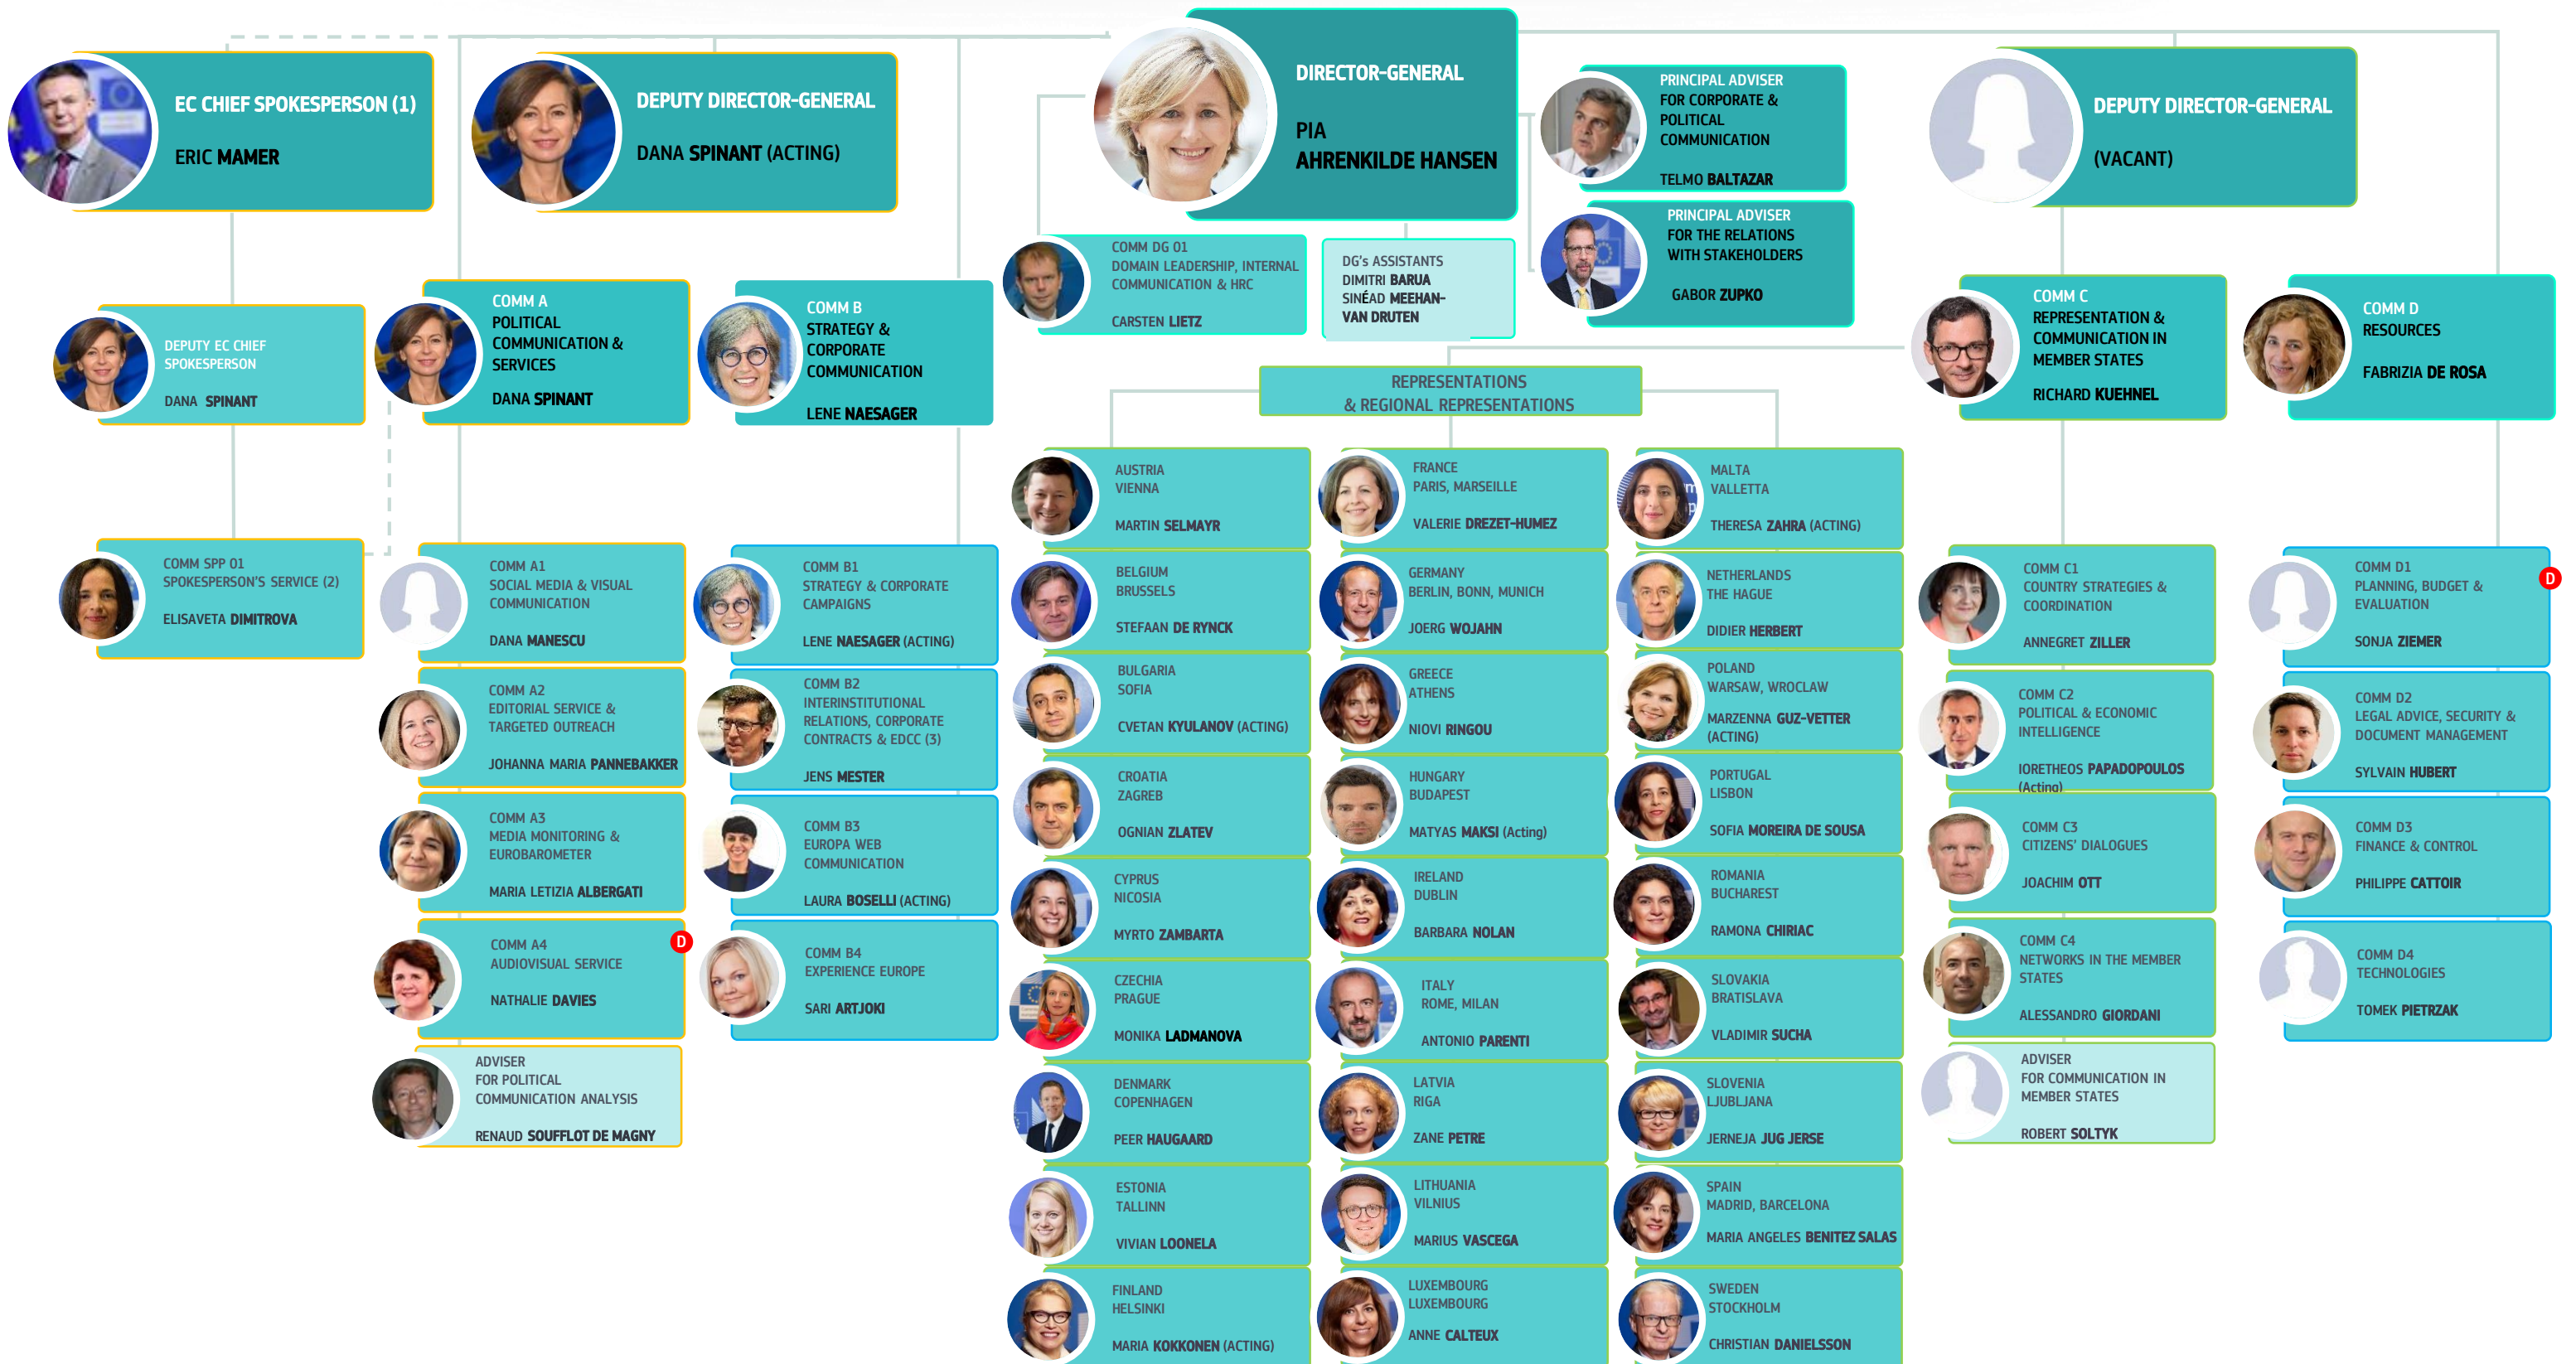 EC CHIEF SPOKESPERSON (1)
ERIC MAMER
DEPUTY DIRECTOR-GENERAL
DANA SPINANT (ACTING)
DIRECTOR-GENERAL
PIA
AHRENKILDE HANSEN
PRINCIPAL ADVISER
FOR CORPORATE &
POLITICAL
COMMUNICATION
TELMO BALTAZAR
PRINCIPAL ADVISER
FOR THE RELATIONS
WITH STAKEHOLDERS
GABOR ZUPKO
DEPUTY DIRECTOR-GENERAL
(VACANT)
COMM DG 01
DOMAIN LEADERSHIP, INTERNAL
COMMUNICATION & HRC
CARSTEN LIETZ
DG's ASSISTANTS
DIMITRI BARUA
SINÉAD MEEHAN-
VAN DRUTEN
DEPUTY EC CHIEF
SPOKESPERSON
DANA SPINANT
COMM A
POLITICAL
COMMUNICATION &
SERVICES
DANA SPINANT
COMM B
STRATEGY &
CORPORATE
COMMUNICATION
LENE NAESAGER
COMM C
REPRESENTATION &
COMMUNICATION IN
MEMBER STATES
RICHARD KUEHNEL
COMM D
RESOURCES
FABRIZIA DE ROSA
REPRESENTATIONS
& REGIONAL REPRESENTATIONS
COMM SPP 01
SPOKESPERSON'S SERVICE (2)
ELISAVETA DIMITROVA
COMM A1
SOCIAL MEDIA & VISUAL
COMMUNICATION
DANA MANESCU
COMM A2
EDITORIAL SERVICE &
TARGETED OUTREACH
JOHANNA MARIA PANNEBAKKER
COMM A3
MEDIA MONITORING &
EUROBAROMETER
MARIA LETIZIA ALBERGATI
COMM A4
AUDIOVISUAL SERVICE
NATHALIE DAVIES
D
ADVISER
FOR POLITICAL
COMMUNICATION ANALYSIS
RENAUD SOUFFLOT DE MAGNY
COMM B1
STRATEGY & CORPORATE
CAMPAIGNS
LENE NAESAGER (ACTING)
COMM B2
INTERINSTITUTIONAL
RELATIONS, CORPORATE
CONTRACTS & EDCC (3)
JENS MESTER
COMM B3
EUROPA WEB
COMMUNICATION
LAURA BOSELLI (ACTING)
COMM B4
EXPERIENCE EUROPE
SARI ARTJOKI
AUSTRIA
VIENNA
MARTIN SELMAYR
BELGIUM
BRUSSELS
STEFAAN DE RYNCK
BULGARIA
SOFIA
CVETAN KYULANOV (ACTING)
CROATIA
ZAGREB
OGNIAN ZLATEV
CYPRUS
NICOSIA
MYRTO ZAMBARTA
CZECHIA
PRAGUE
MONIKA LADMANOVA
DENMARK
COPENHAGEN
PEER HAUGAARD
ESTONIA
TALLINN
VIVIAN LOONELA
FINLAND
HELSINKI
MARIA KOKKONEN (ACTING)
FRANCE
PARIS, MARSEILLE
VALERIE DREZET-HUMEZ
GERMANY
BERLIN, BONN, MUNICH
JOERG WOJAHN
GREECE
ATHENS
NIOVI RINGOU
HUNGARY
BUDAPEST
MATYAS MAKSI (Acting)
IRELAND
DUBLIN
BARBARA NOLAN
ITALY
ROME, MILAN
ANTONIO PARENTI
LATVIA
RIGA
ZANE PETRE
LITHUANIA
VILNIUS
MARIUS VASCEGA
LUXEMBOURG
LUXEMBOURG
ANNE CALTEUX
MALTA
VALLETTA
THERESA ZAHRA (ACTING)
NETHERLANDS
THE HAGUE
DIDIER HERBERT
POLAND
WARSAW, WROCLAW
MARZENNA GUZ-VETTER
(ACTING)
PORTUGAL
LISBON
SOFIA MOREIRA DE SOUSA
ROMANIA
BUCHAREST
RAMONA CHIRIAC
SLOVAKIA
BRATISLAVA
VLADIMIR SUCHA
SLOVENIA
LJUBLJANA
JERNEJA JUG JERSE
SPAIN
MADRID, BARCELONA
MARIA ANGELES BENITEZ SALAS
SWEDEN
STOCKHOLM
CHRISTIAN DANIELSSON
COMM C1
COUNTRY STRATEGIES &
COORDINATION
ANNEGRET ZILLER
COMM C2
POLITICAL & ECONOMIC
INTELLIGENCE
IORETHEOS PAPADOPOULOS
(Acting)
COMM C3
CITIZENS' DIALOGUES
JOACHIM OTT
COMM C4
NETWORKS IN THE MEMBER
STATES
ALESSANDRO GIORDANI
ADVISER
FOR COMMUNICATION IN
MEMBER STATES
ROBERT SOLTYK
COMM D1
PLANNING, BUDGET &
EVALUATION
SONJA ZIEMER
D
COMM D2
LEGAL ADVICE, SECURITY &
DOCUMENT MANAGEMENT
SYLVAIN HUBERT
COMM D3
FINANCE & CONTROL
PHILIPPE CATTOIR
COMM D4
TECHNOLOGIES
TOMEK PIETRZAK